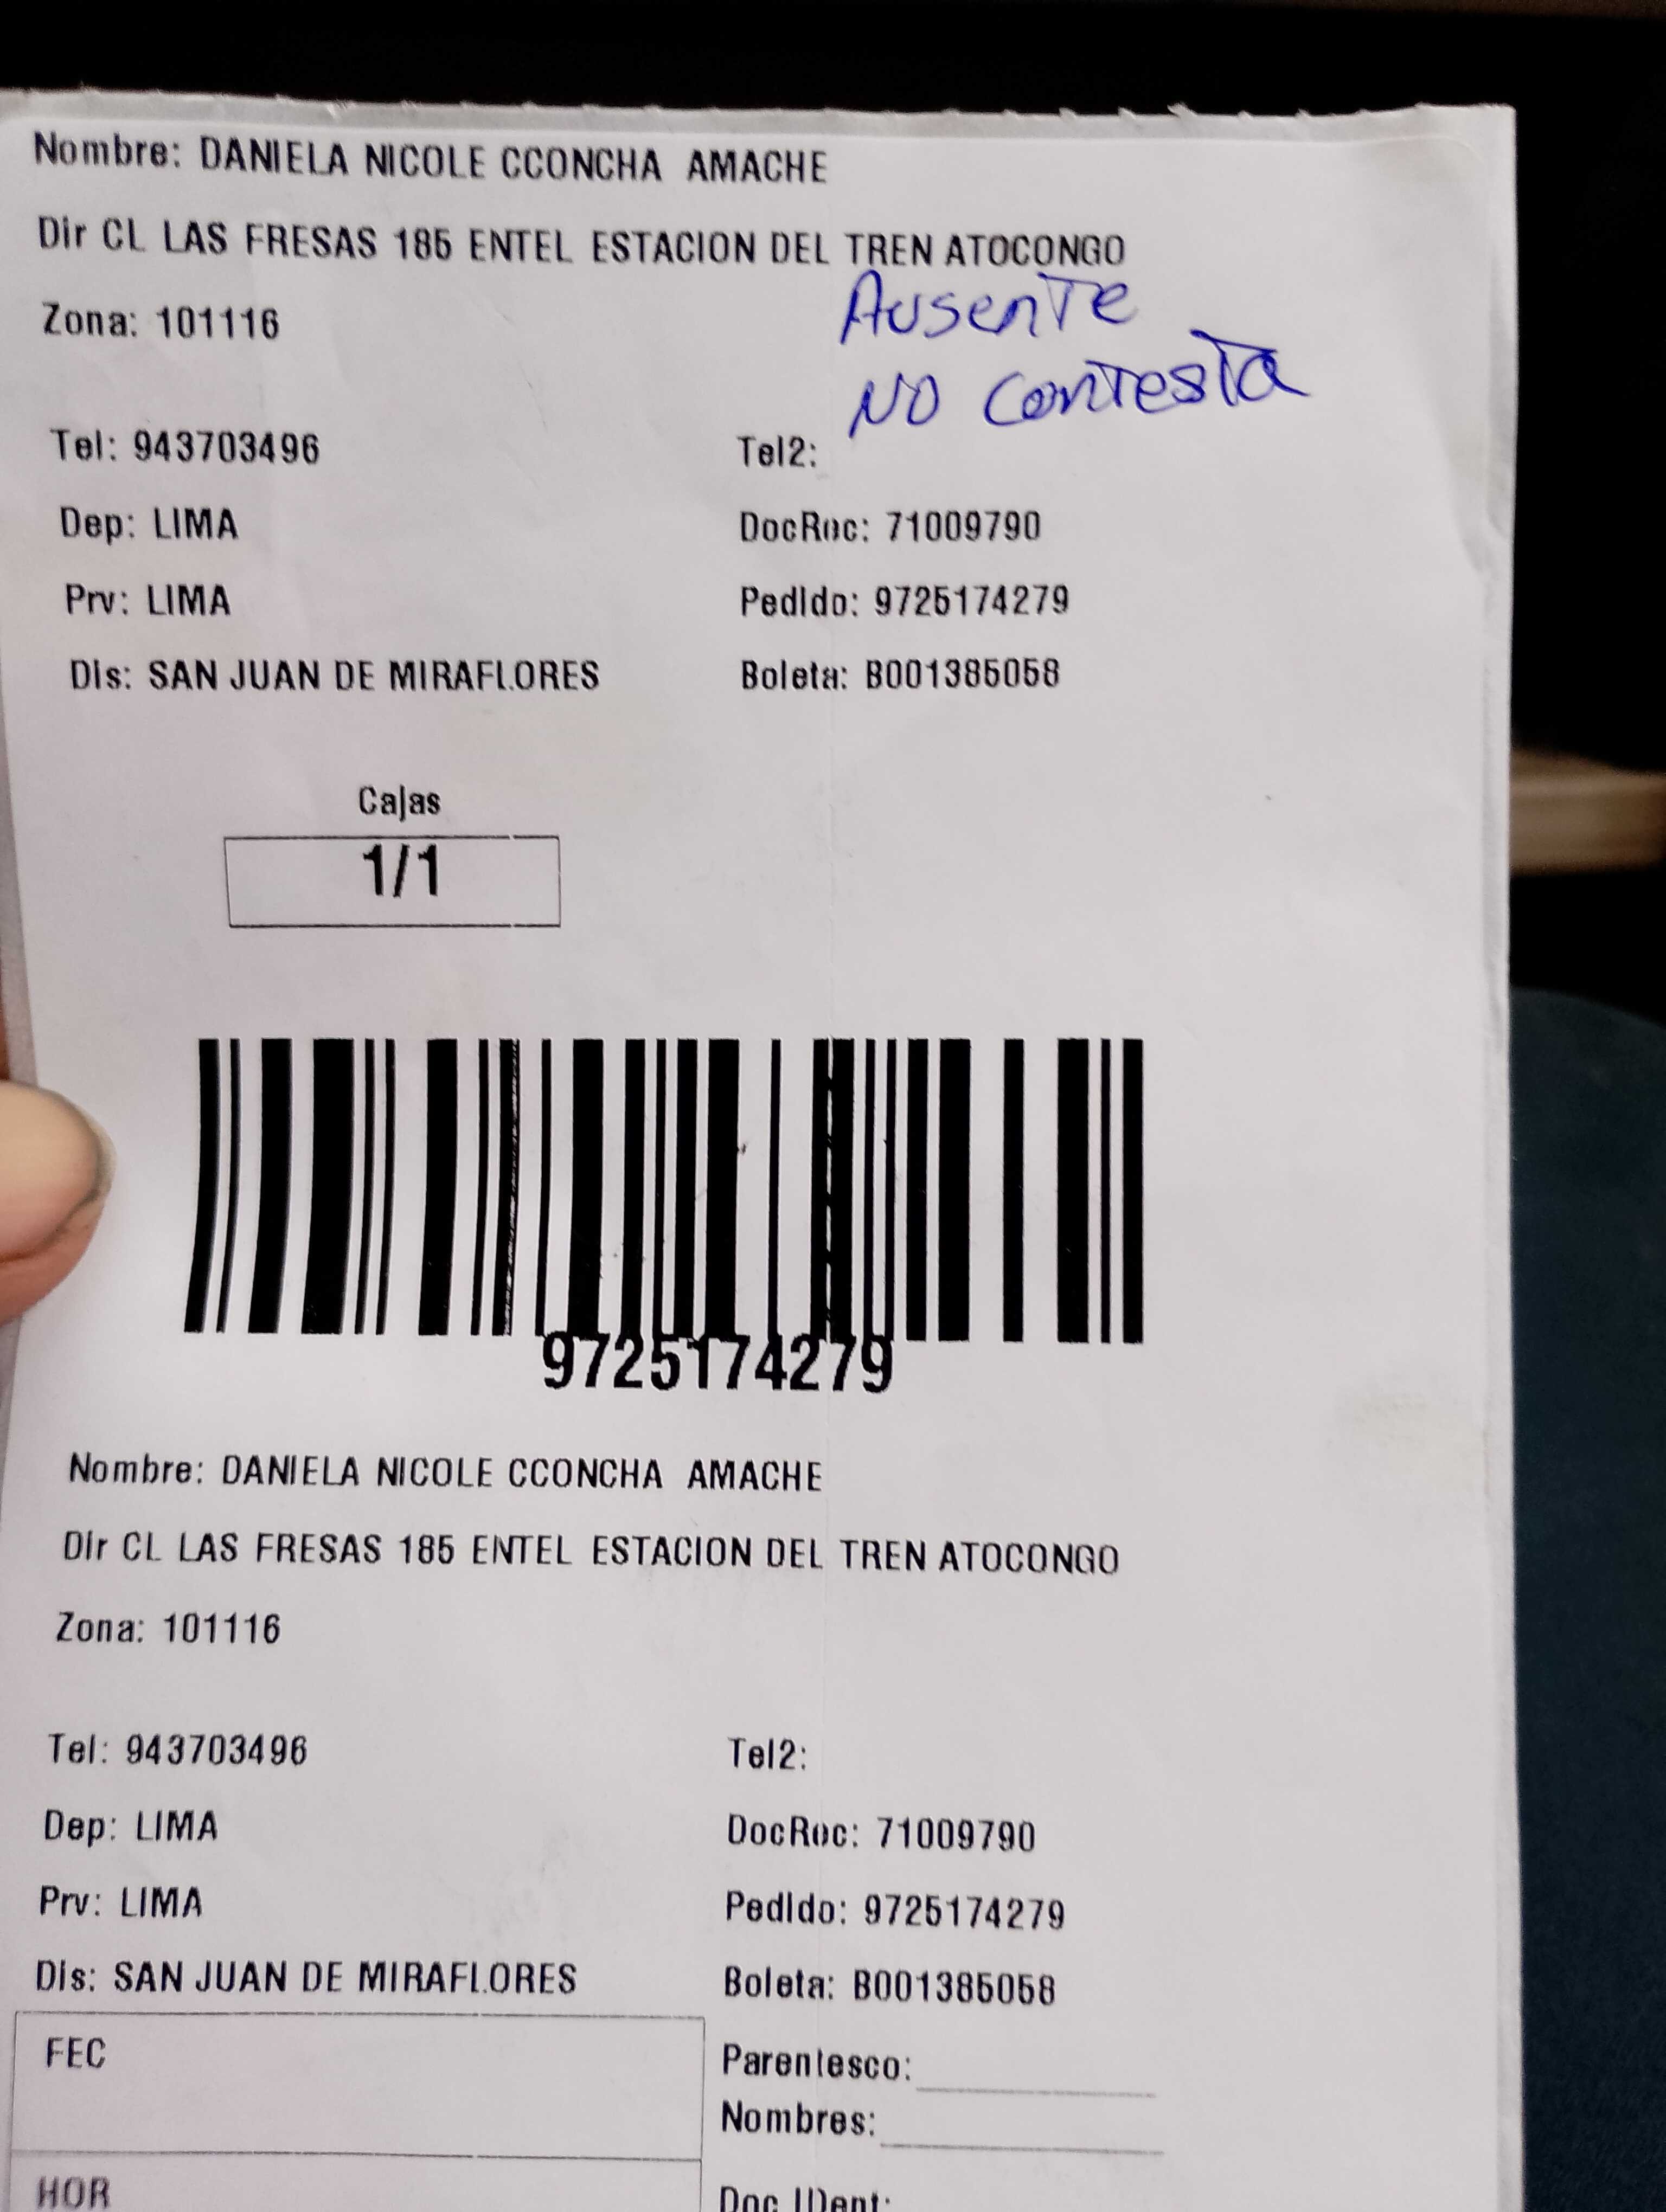 Nombre: DANIELA NICOLE CCONCHA AMACHE
Dir CL LAS FRESAS 185 ENTEL ESTACION DEL TREN ATOCONGO
Ausente
Zona: 101116
No contesta
Tel: 943703496 Tel2:
Dep: LIMA DocRec: 71009790
Prv: LIMA Pedido: 9725174279
Dis: SAN JUAN DE MIRAFLORES Boleta: B001385058
Cajas
1/1
9725174279
Nombre: DANIELA NICOLE CCONCHA AMACHE
Dir CL LAS FRESAS 185 ENTEL ESTACION DEL TREN ATOCONGO
Zona: 101116
Tel: 943703496 Tel2:
Dep: LIMA DocRec: 71009790
Prv: LIMA Pedido: 9725174279
Dis: SAN JUAN DE MIRAFLORES Boleta: B001385058
FEC Parentesco:
Nombres:
HOR Doc IDent: